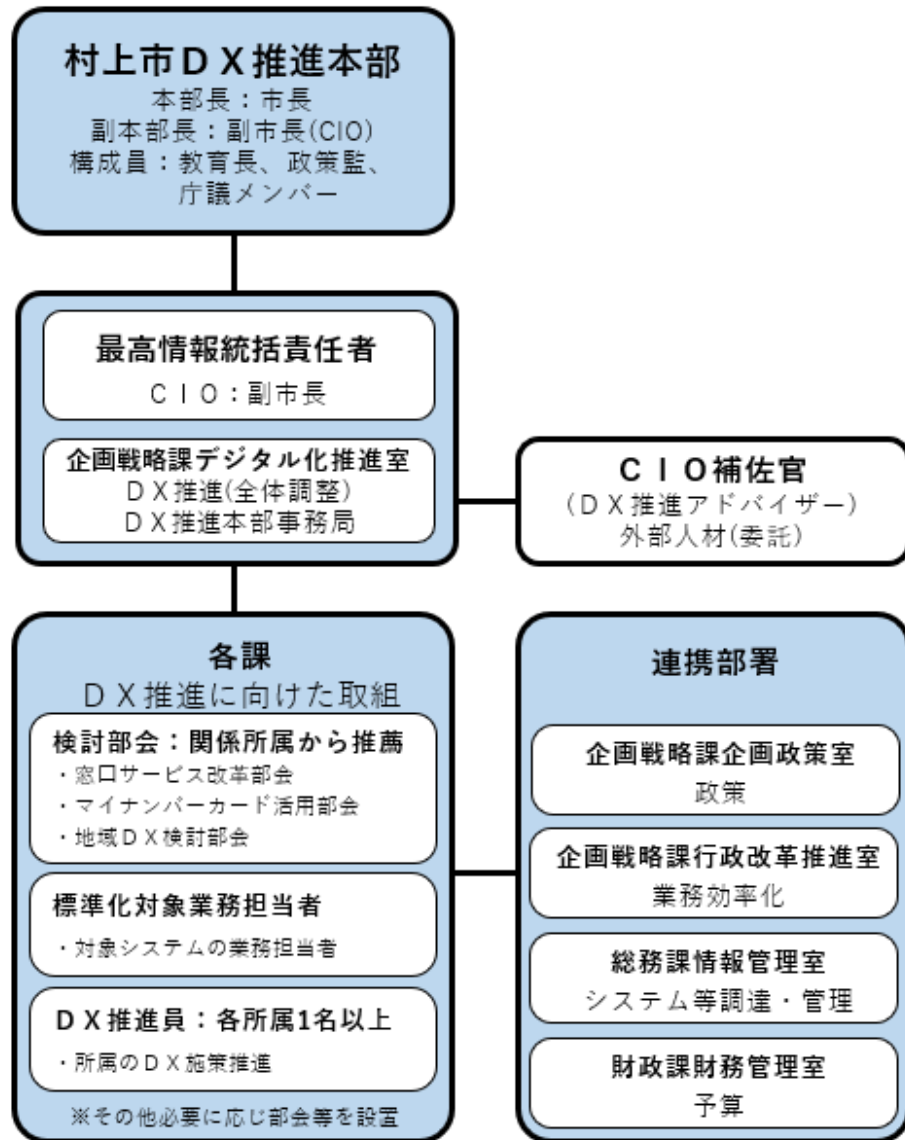 村上市ＤＸ推進本部
本部長：市長
副本部長：副市長(CIO)
構成員：教育長、政策監、
庁議メンバー
最高情報統括責任者
ＣＩＯ：副市長
企画戦略課デジタル化推進室
ＤＸ推進(全体調整)
ＤＸ推進本部事務局
ＣＩＯ補佐官
（ＤＸ推進アドバイザー）
外部人材(委託)
各課
ＤＸ推進に向けた取組
検討部会：関係所属から推薦
・窓口サービス改革部会
・マイナンバーカード活用部会
・地域ＤＸ検討部会
標準化対象業務担当者
・対象システムの業務担当者
ＤＸ推進員：各所属1名以上
・所属のＤＸ施策推進
※その他必要に応じ部会等を設置
連携部署
企画戦略課企画政策室
政策
企画戦略課行政改革推進室
業務効率化
総務課情報管理室
システム等調達・管理
財政課財務管理室
予算